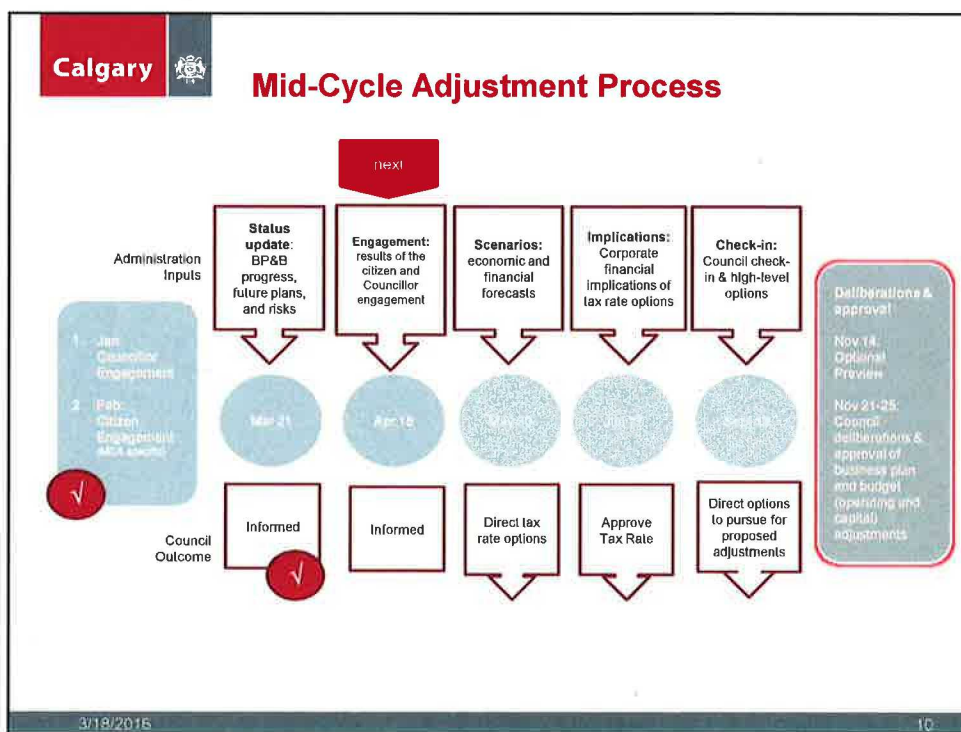 Calgary
Mid-Cycle Adjustment Process
next
Administration
Inputs
Status
update:
BP&B
progress,
future plans,
and risks
Engagement:
results of the
citizen and
Councillor
engagement
Scenarios:
economic and
financial
forecasts
Implications:
Corporate
financial
implications of
tax rate options
Check-in:
Council check-
in & high-level
options
1. Jan:
Councillor
Engagement
2. Feb:
Citizen
Engagement
√
Mar 21
Apr 18
Deliberations &
approval
Nov 14:
Optional
Preview
Nov 21-25:
Council
deliberations &
approval of
business plan
and budget
(operating and
capital)
adjustments
Council
Outcome
Informed
√
Informed
Direct tax
rate options
Approve
Tax Rate
Direct options
to pursue for
proposed
adjustments
3/18/2016
10